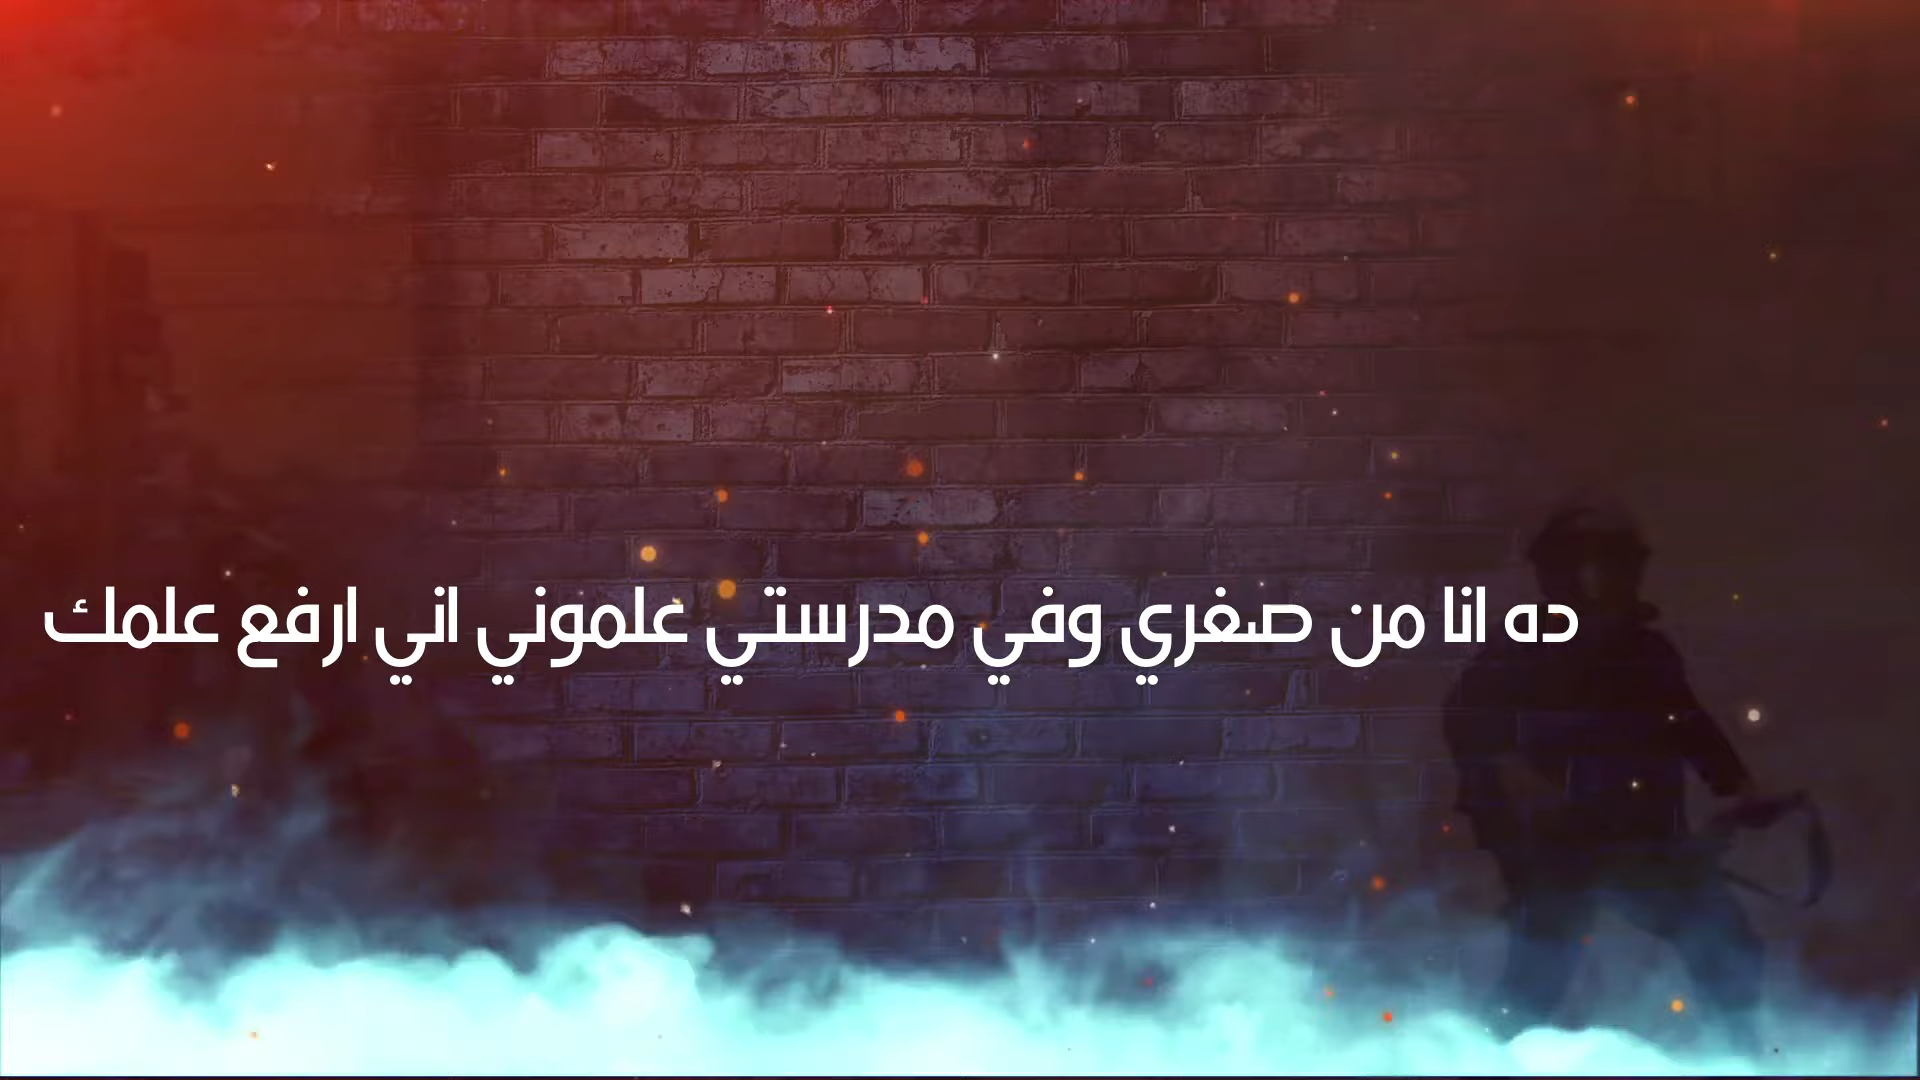 ده انا من صغري وفي مدرستي علموني اني ارفع علمك